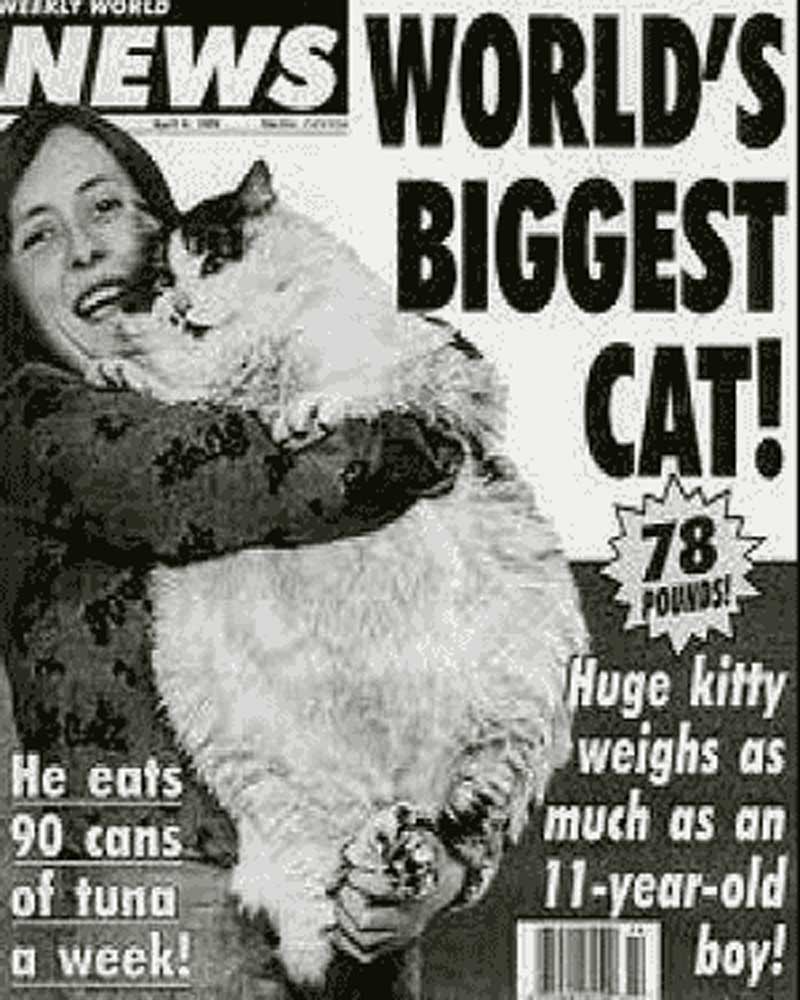 WEEKLY WORLD
NEWS
WORLD'S
BIGGEST
CAT!
78
POUNDS!
Huge kitty
weighs as
much as an
11-year-old
boy!
He eats
90 cans
of tuna
a week!